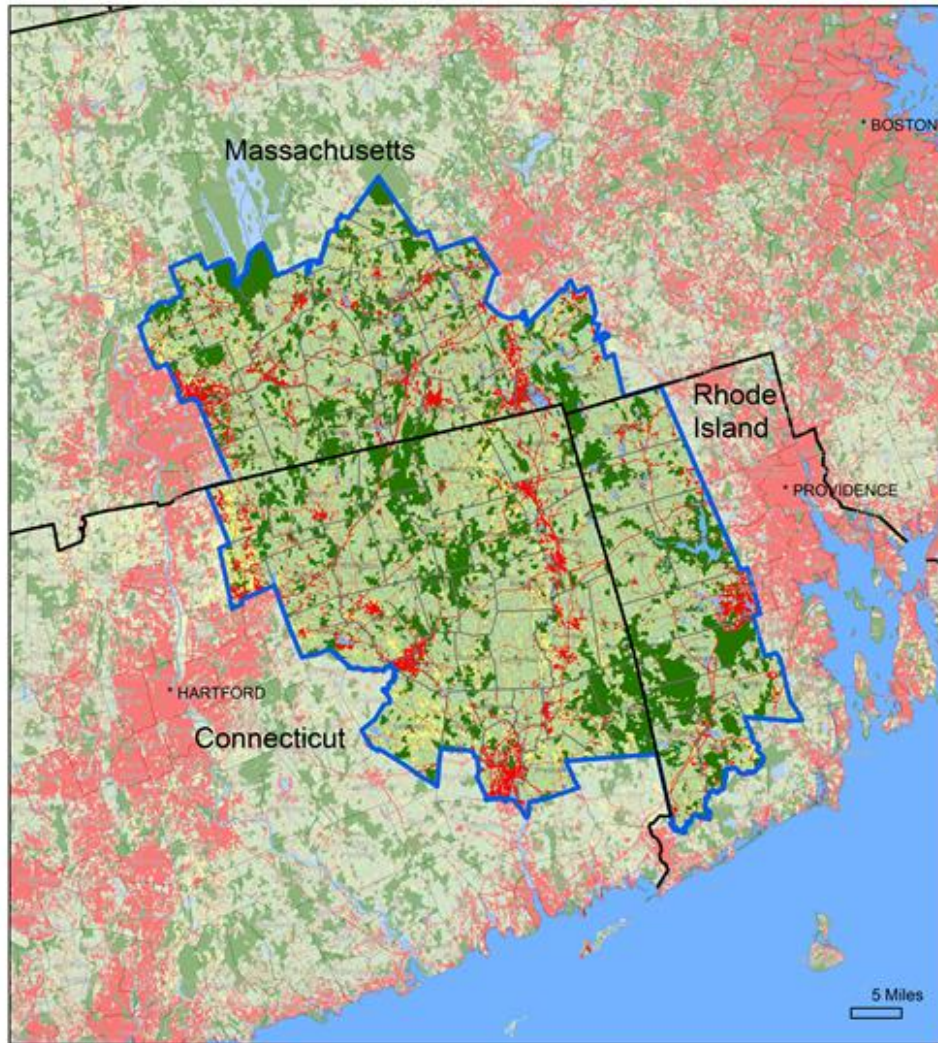 * BOSTON
Massachusetts
Rhode
Island
* PROVIDENCE
* HARTFORD
Connecticut
5 Miles